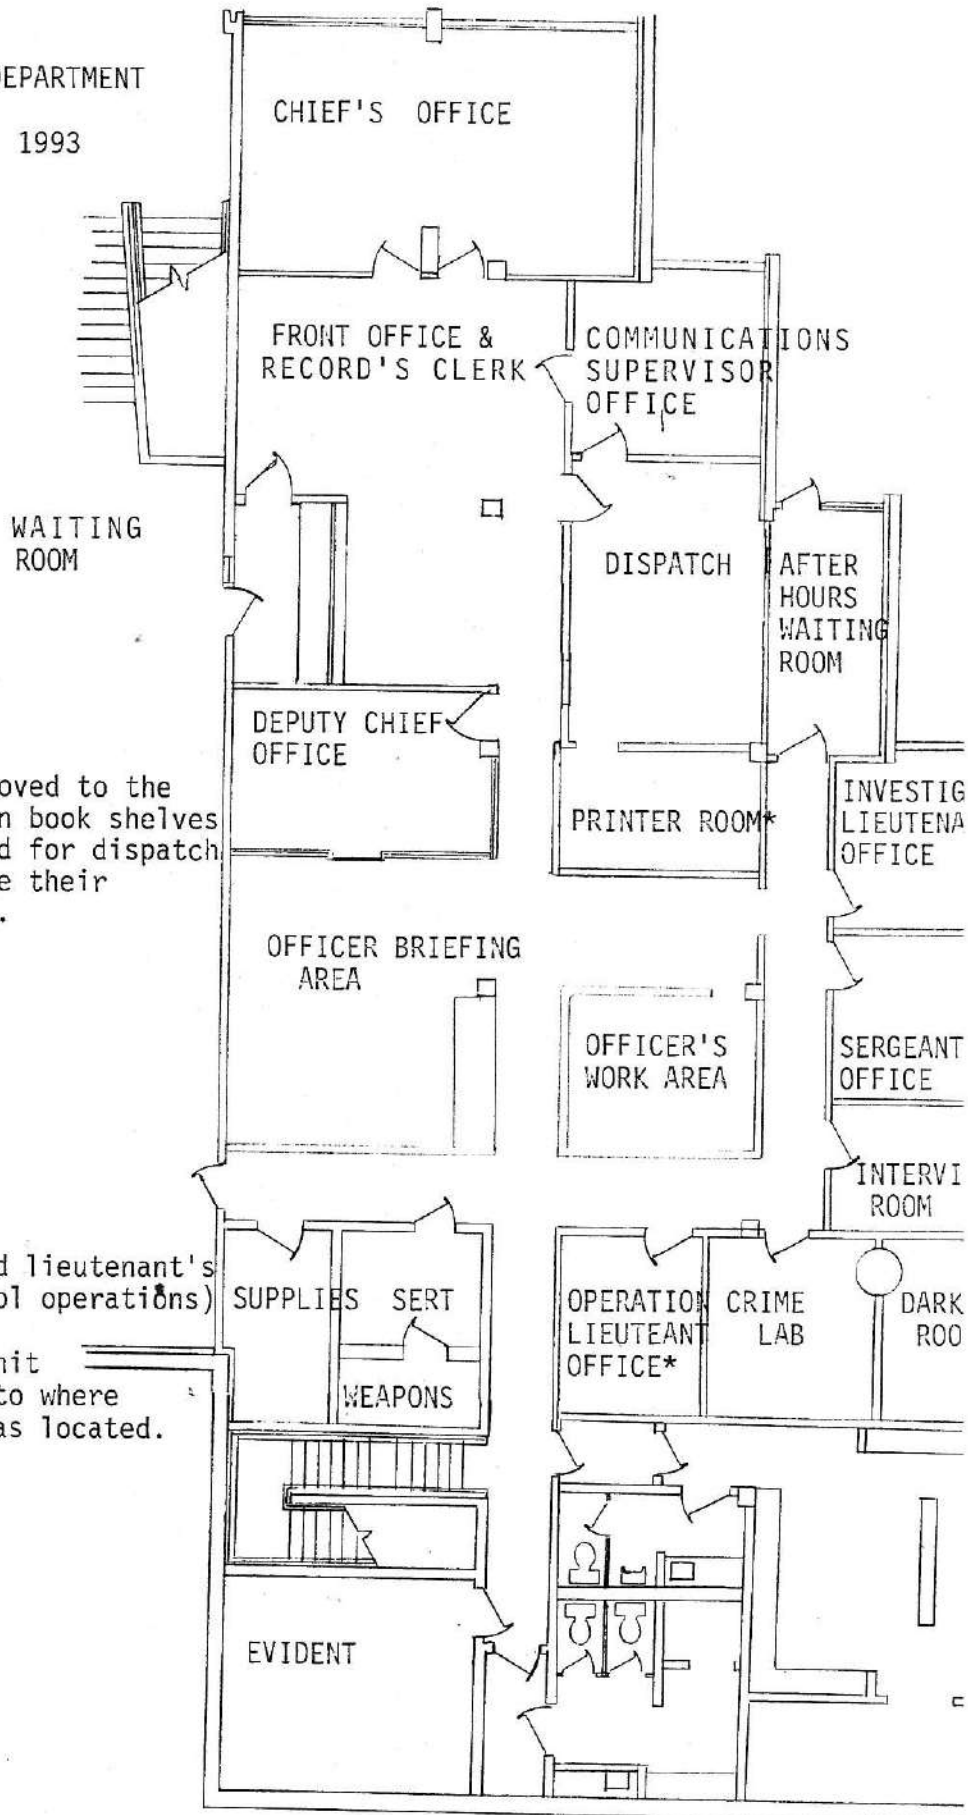 DEPARTMENT
1993
CHIEF'S OFFICE
FRONT OFFICE &
RECORD'S CLERK
COMMUNICATIONS
SUPERVISOR
OFFICE
WAITING
ROOM
DISPATCH
AFTER
HOURS
WAITING
ROOM
DEPUTY CHIEF
OFFICE
oved to the
n book shelves
d for dispatch
e their
.
PRINTER ROOM*
INVESTIG
LIEUTENA
OFFICE
OFFICER BRIEFING
AREA
OFFICER'S
WORK AREA
SERGEANT
OFFICE
INTERVI
ROOM
d lieutenant's
ol operations)
nit
to where
as located.
SUPPLIES
SERT
WEAPONS
OPERATION
LIEUTEANT
OFFICE*
CRIME
LAB
DARK
ROO
EVIDENT